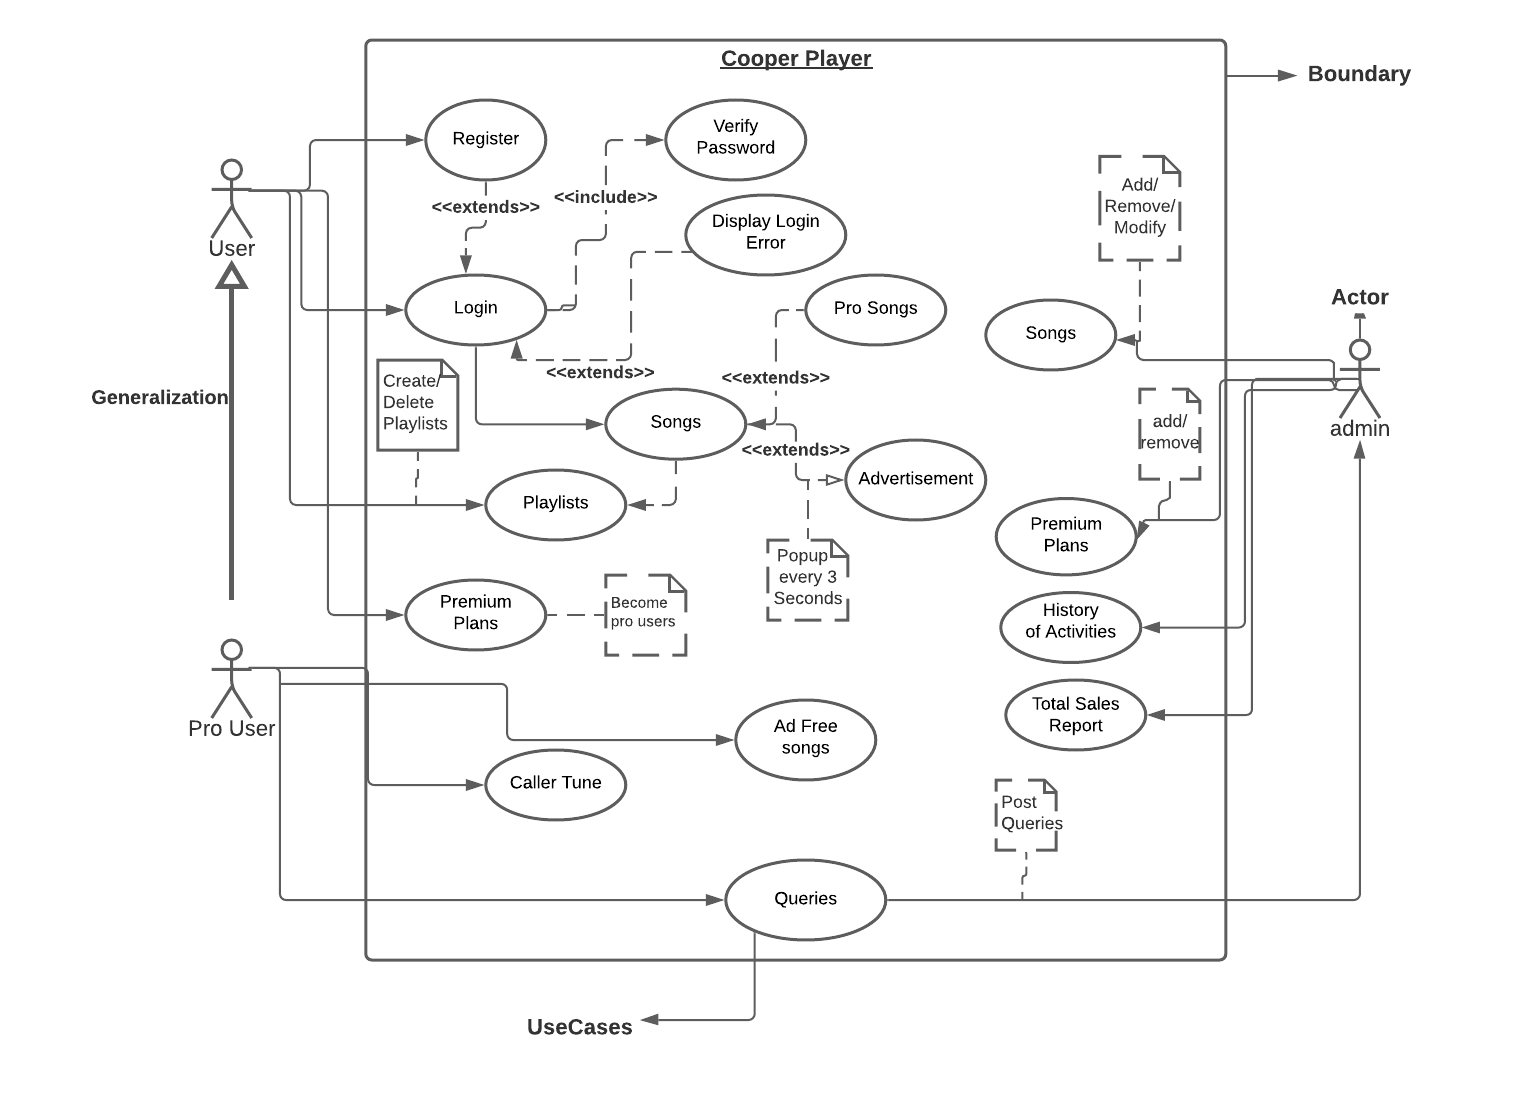 Cooper Player
Boundary
Register
Verify
Password
<<extends>>
<<include>>
Add/
Remove/
Modify
User
Display Login
Error
Login
Pro Songs
Songs
Actor
<<extends>>
<<extends>>
Create/
Delete
Playlists
Generalization
Songs
add/
remove
admin
<<extends>>
Advertisement
Playlists
Premium
Plans
Popup
every 3
Seconds
Premium
Plans
Become
pro users
History
of Activities
Pro User
Total Sales
Report
Ad Free
songs
Caller Tune
Post
Queries
Queries
UseCases